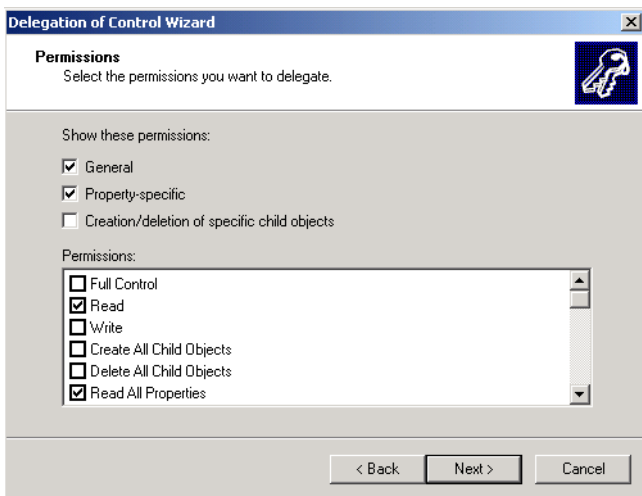 Delegation of Control Wizard
Permissions
Select the permissions you want to delegate.
Show these permissions:
General
Property-specific
Creation/deletion of specific child objects
Permissions:
Full Control
Read
Write
Create All Child Objects
Delete All Child Objects
Read All Properties
< Back
Next >
Cancel